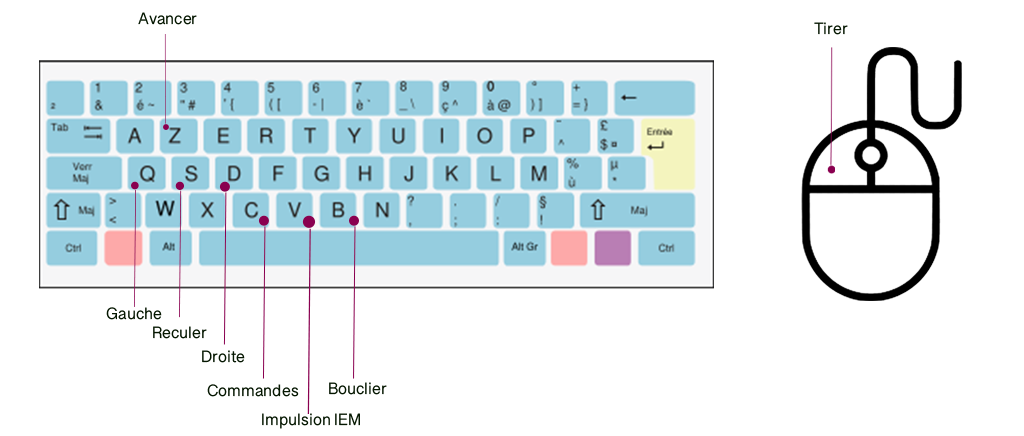 Avancer
Tirer
1 2 3 4 5 6 7 8 9 0 ° +
² & é ~ " # ' { ( [ - | è ` _ \ ç ^ à @ ) ] = } ←
Tab A Z E R T Y U I O P ¨ £ Entrée
^ $ ¤
Verr Q S D F G H J K L M % µ
Maj ù *
Maj > W X C V B N ? . / § Maj
< , ; : !
Ctrl Alt Alt Gr Ctrl
Gauche
Reculer
Droite
Commandes
Bouclier
Impulsion IEM